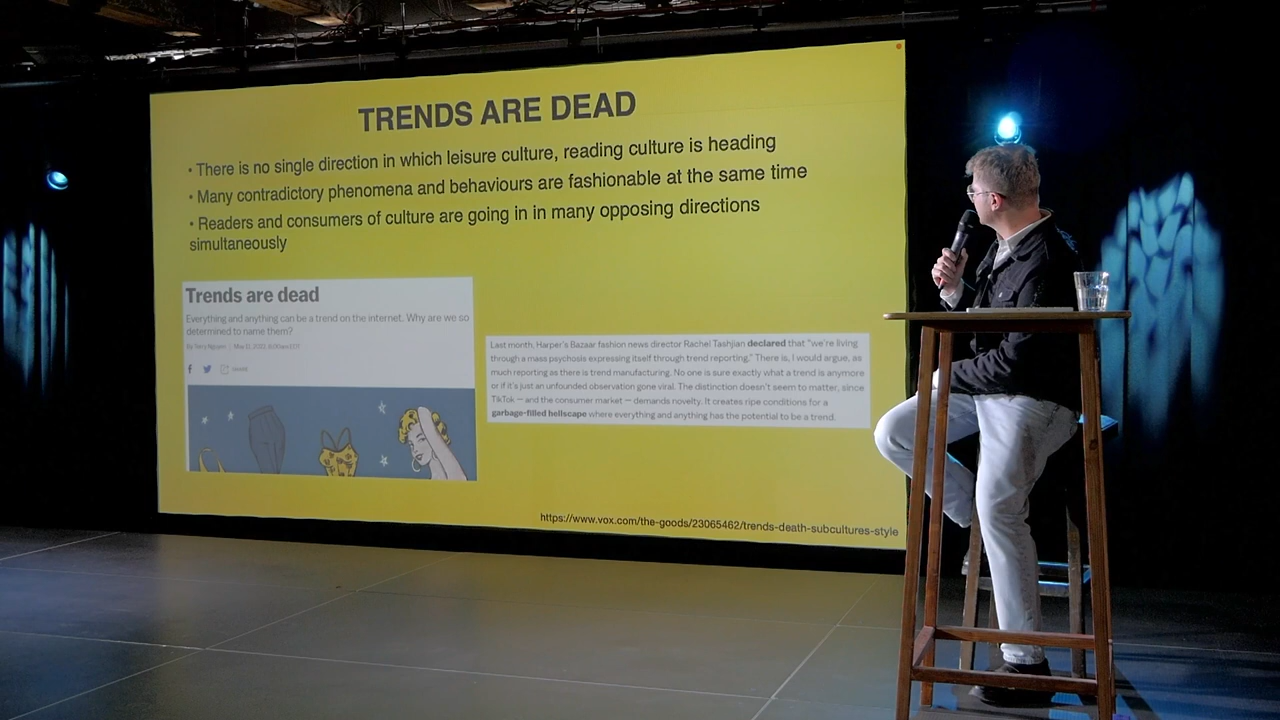 TRENDS ARE DEAD
• There is no single direction in which leisure culture, reading culture is heading
• Many contradictory phenomena and behaviours are fashionable at the same time
• Readers and consumers of culture are going in in many opposing directions
simultaneously
Trends are dead
Everything and anything can be a trend on the internet. Why are we so
determined to name them?
By Terry Nguyen | May
SHARE
Last month, Harper's Bazaar fashion news director Rachel Tashjian declared that "we're living
through a mass psychosis expressing itself through trend reporting." There is, I would argue, as
much reporting as there is trend manufacturing. No one is sure exactly what a trend is anymore
or if it's just an unfounded observation gone viral. The distinction doesn't seem to matter, since
TikTok — and the consumer market — demands novelty. It creates ripe conditions for a
garbage-filled hellscape where everything and anything has the potential to be a trend.
https://www.vox.com/the-goods/23065462/trends-death-subcultures-style